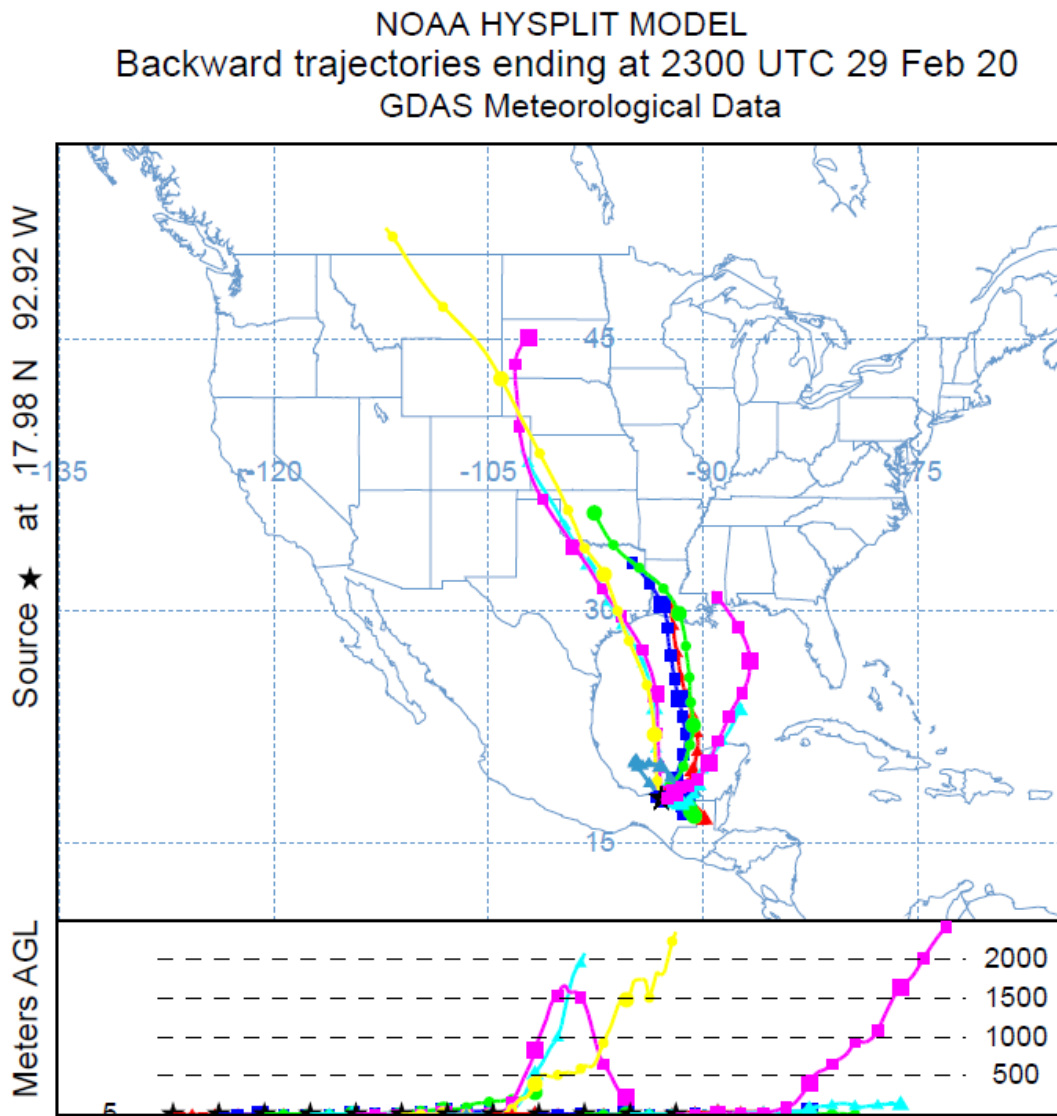 NOAA HYSPLIT MODEL
Backward trajectories ending at 2300 UTC 29 Feb 20
GDAS Meteorological Data
Source ★ at 17.98 N 92.92 W
45
-135
-120
-105
-90
-75
30
15
Meters AGL
2000
1500
1000
500
5